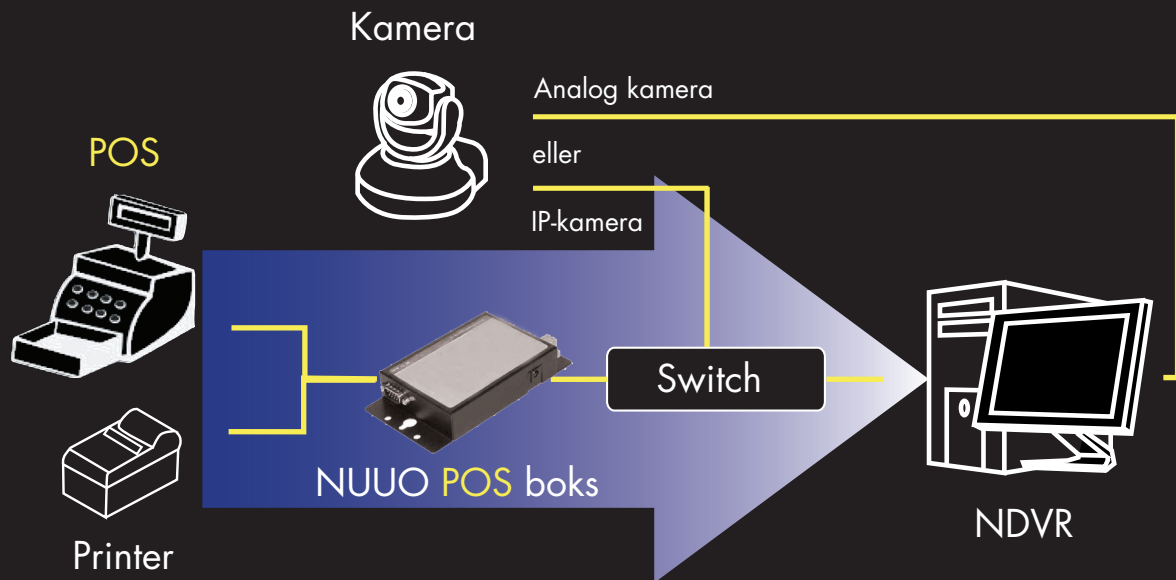 Kamera
Analog kamera
eller
IP-kamera
POS
Switch
NUUO POS boks
Printer
NDVR